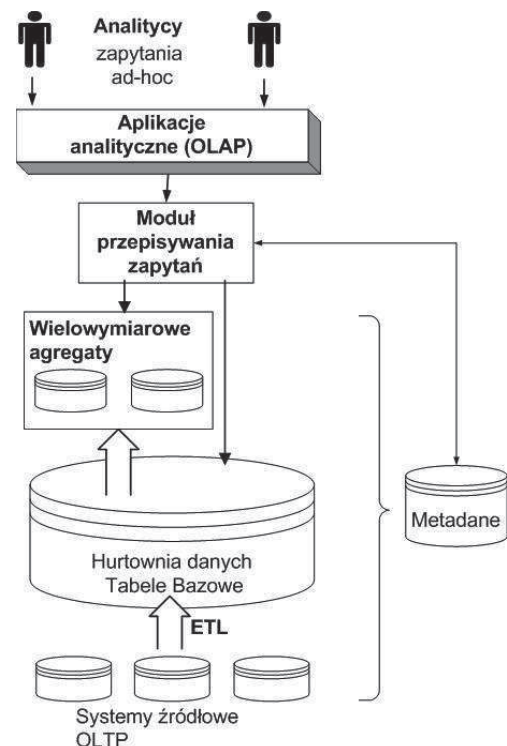 Analitycy
zapytania
ad-hoc
Aplikacje
analityczne (OLAP)
Moduł
przepisywania
zapytań
Wielowymiarowe
agregaty
Metadane
Hurtownia danych
Tabele Bazowe
ETL
Systemy źródłowe
OLTP